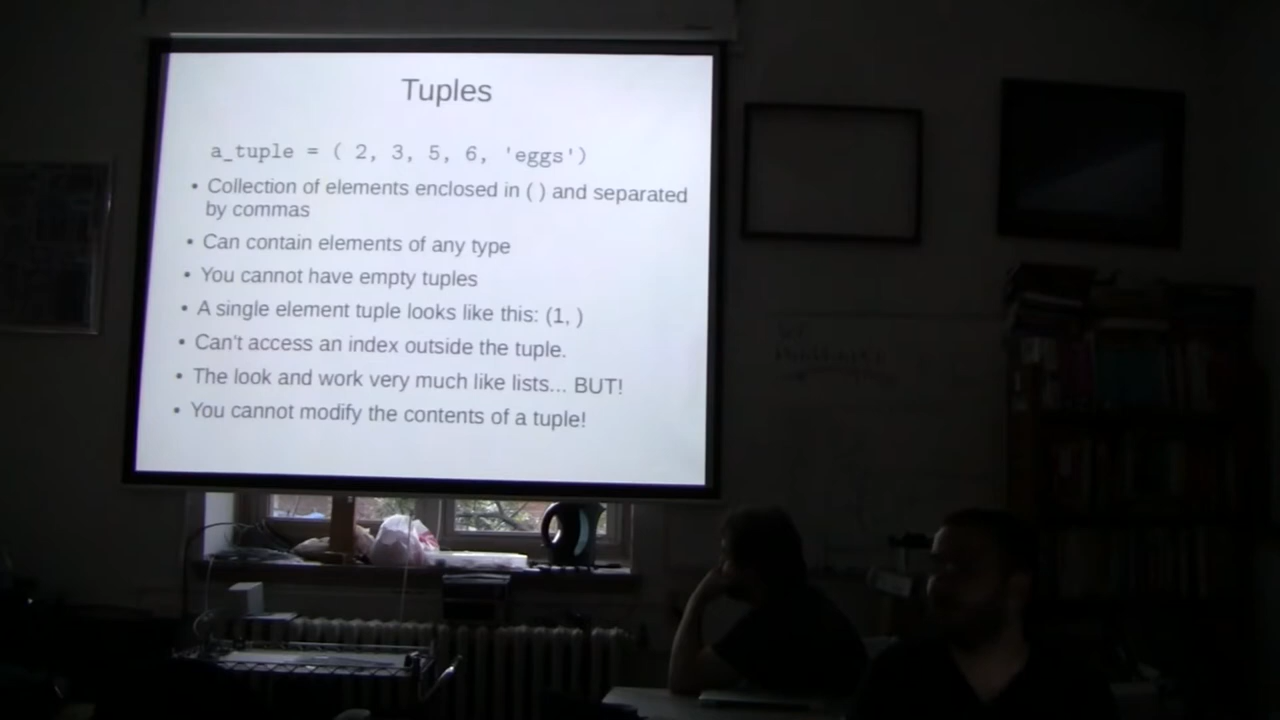 Tuples
a_tuple = ( 2, 3, 5, 6, 'eggs')
• Collection of elements enclosed in ( ) and separated
by commas
• Can contain elements of any type
• You cannot have empty tuples
• A single element tuple looks like this: (1, )
• Can't access an index outside the tuple.
• The look and work very much like lists... BUT!
• You cannot modify the contents of a tuple!